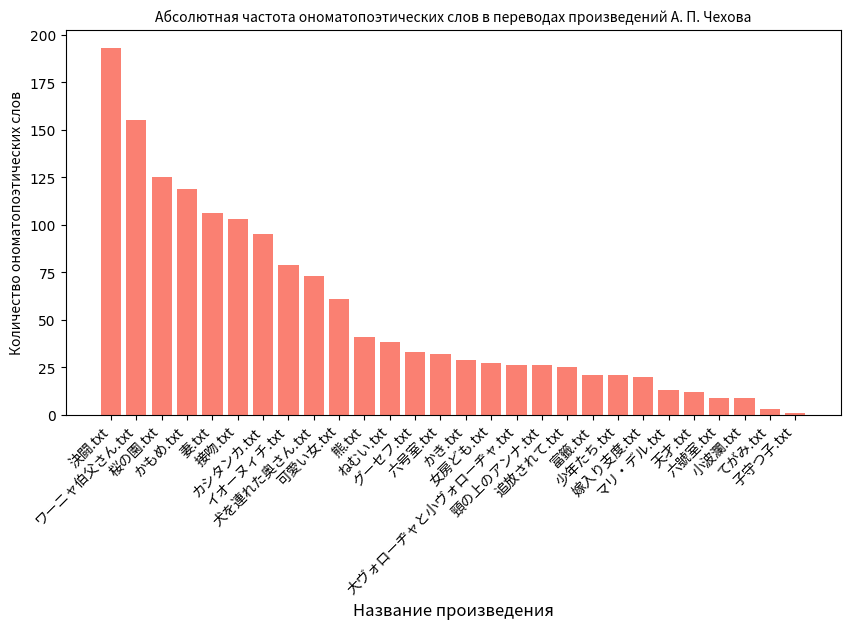 Абсолютная частота ономатопоэтических слов в переводах произведений А. П. Чехова
Количество ономатопоэтических слов
200
175
150
125
100
75
50
25
0
決闘.txt
ワーニャ伯父さん.txt
桜の園.txt
かもめ.txt
妻.txt
接吻.txt
カシタンカ.txt
イオーヌィチ.txt
犬を連れた奥さん.txt
可愛い女.txt
熊.txt
ねむい.txt
グーセフ.txt
六号室.txt
かき.txt
女房ども.txt
大ヴォローヂャと小ヴォローヂャ.txt
頸の上のアンナ.txt
追放されて.txt
富籤.txt
少年たち.txt
嫁入り支度.txt
マリ・デル.txt
天才.txt
六號室.txt
小波瀾.txt
てがみ.txt
子守つ子.txt
Название произведения